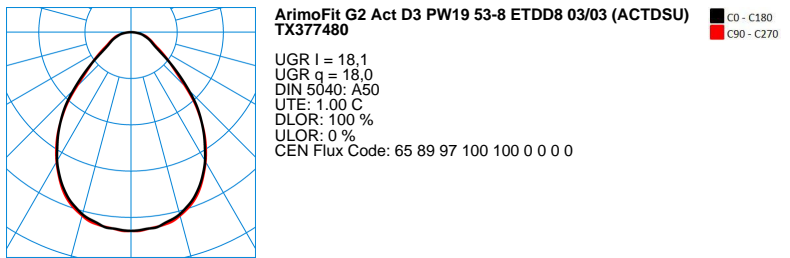 ArimoFit G2 Act D3 PW19 53-8 ETDD8 03/03 (ACTDSU)
TX377480
UGR l = 18,1
UGR q = 18,0
DIN 5040: A50
UTE: 1.00 C
DLOR: 100 %
ULOR: 0 %
CEN Flux Code: 65 89 97 100 100 0 0 0 0
C0 - C180
C90 - C270